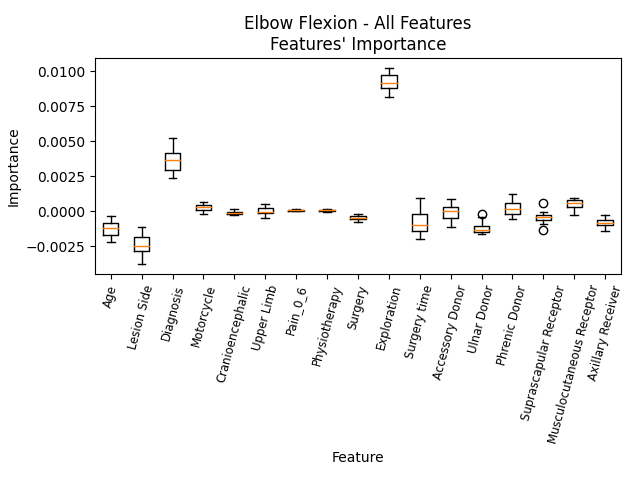 Elbow Flexion - All Features
Features' Importance
Importance
0.0100
0.0075
0.0050
0.0025
0.0000
−0.0025
Age
Lesion Side
Diagnosis
Motorcycle
Cranioencephalic
Upper Limb
Pain_0_6
Physiotherapy
Surgery
Exploration
Surgery time
Accessory Donor
Ulnar Donor
Phrenic Donor
Suprascapular Receptor
Musculocutaneous Receptor
Axillary Receiver
Feature